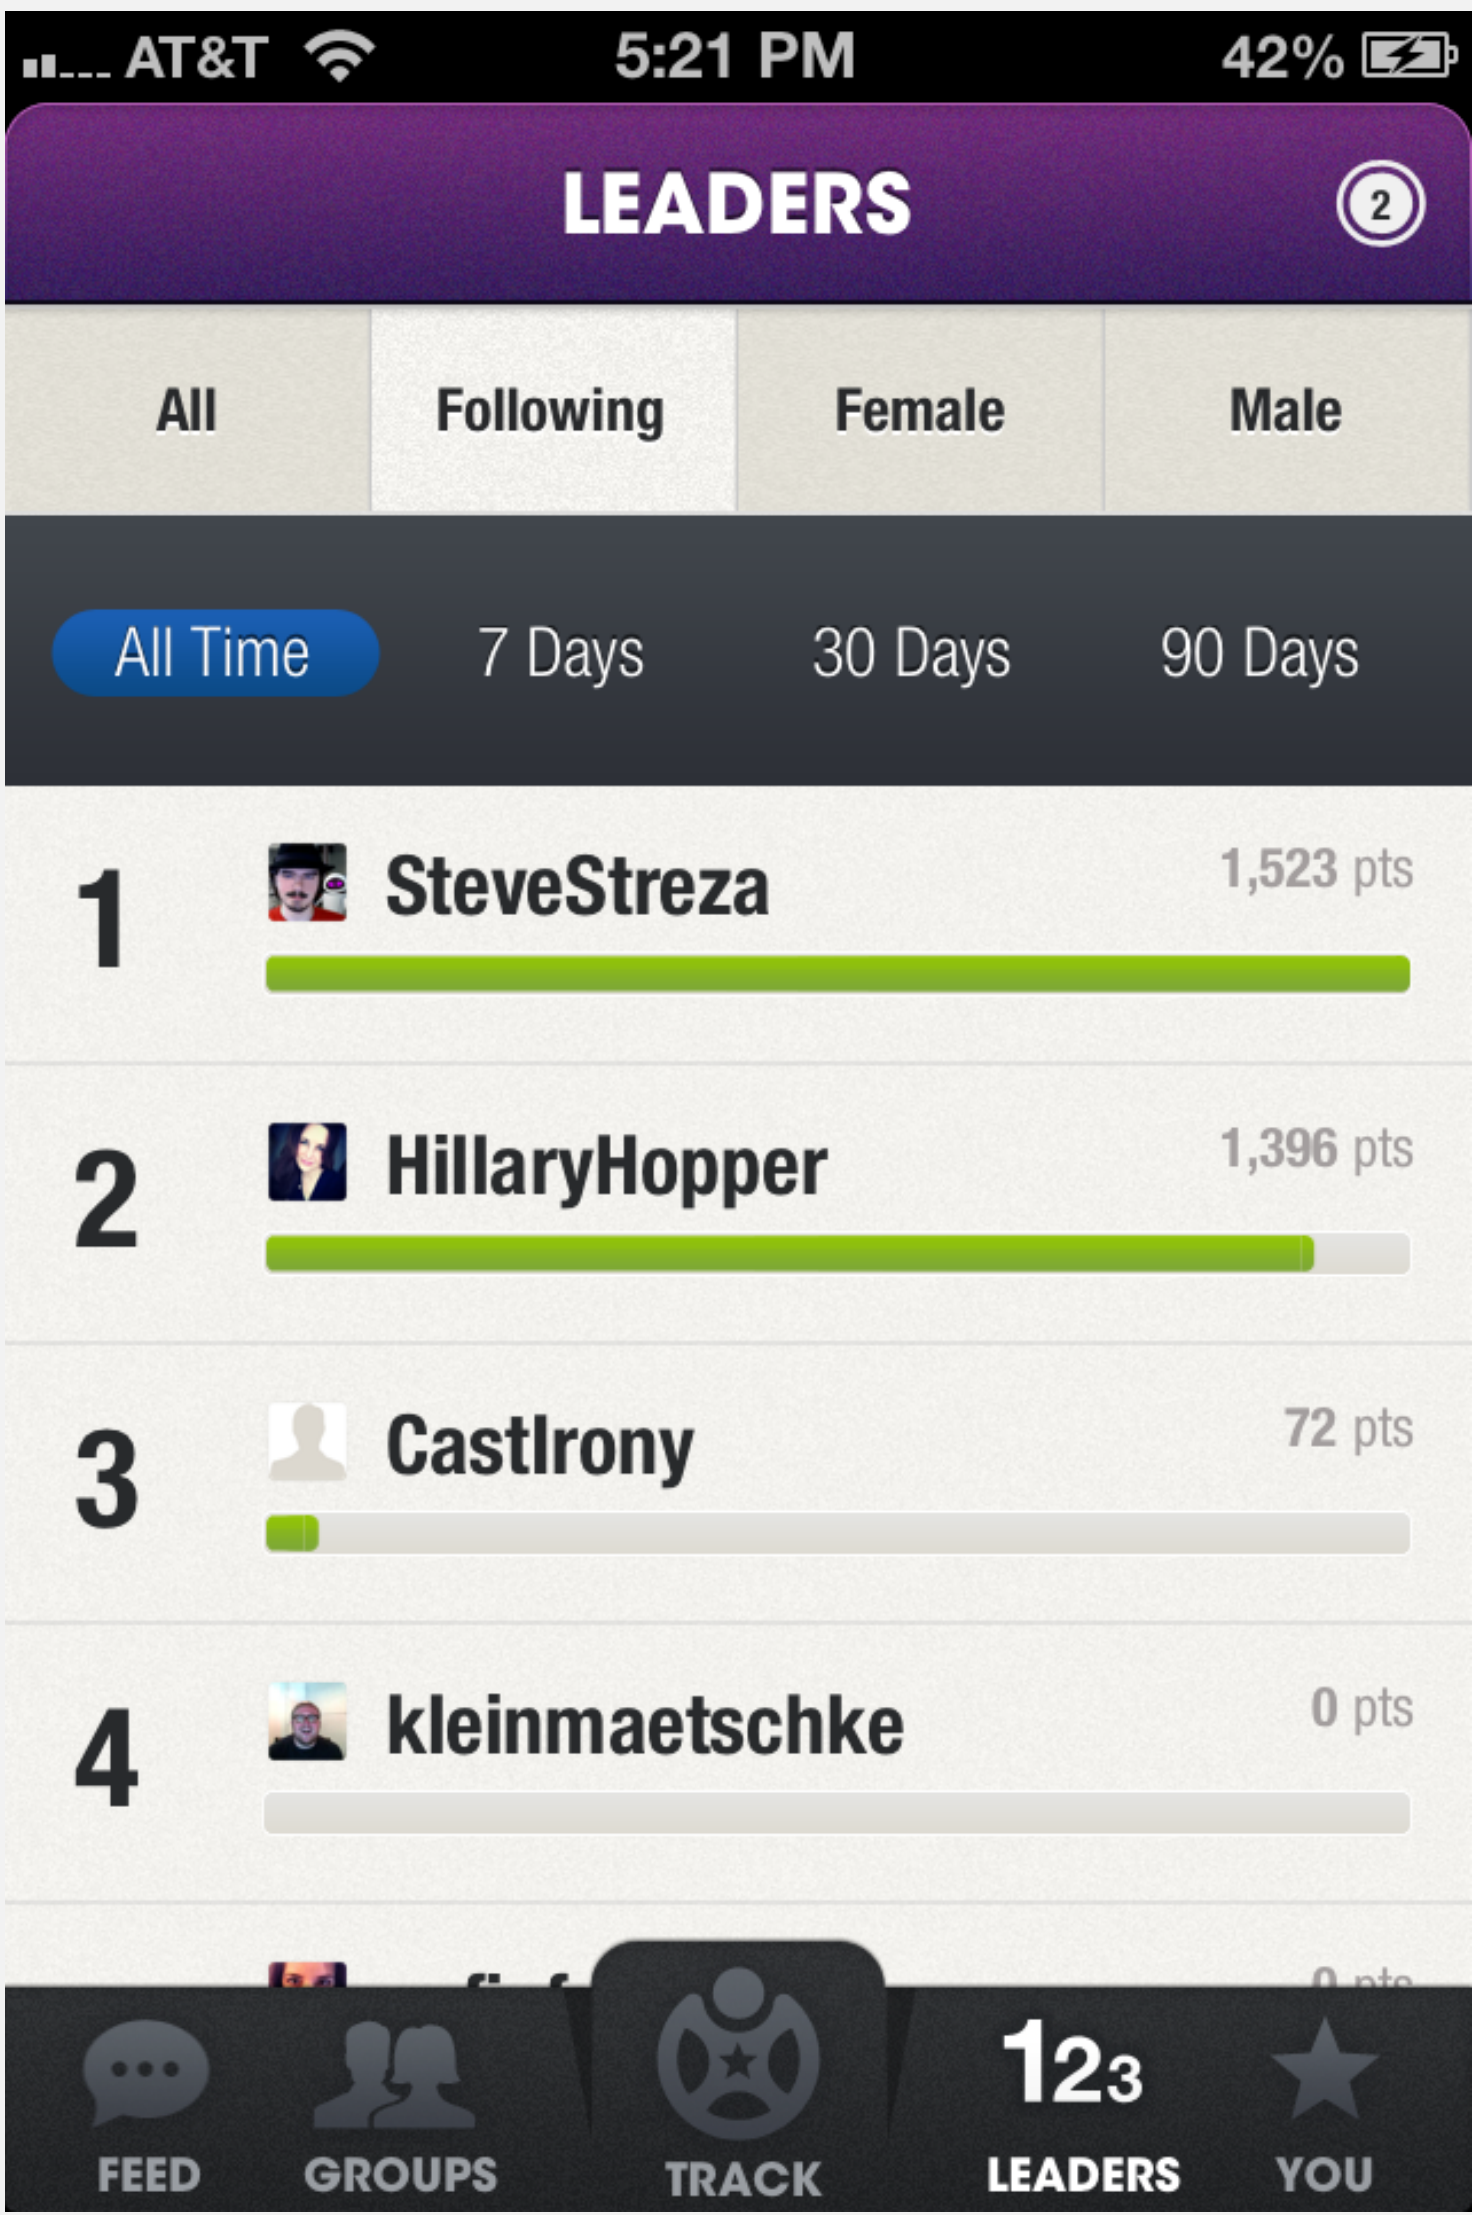 AT&T 5:21 PM 42%
LEADERS 2
All Following Female Male
All Time 7 Days 30 Days 90 Days
1 SteveStreza 1,523 pts
2 HillaryHopper 1,396 pts
3 CastIrony 72 pts
4 kleinmaetschke 0 pts
0 pts
123
FEED GROUPS TRACK LEADERS YOU